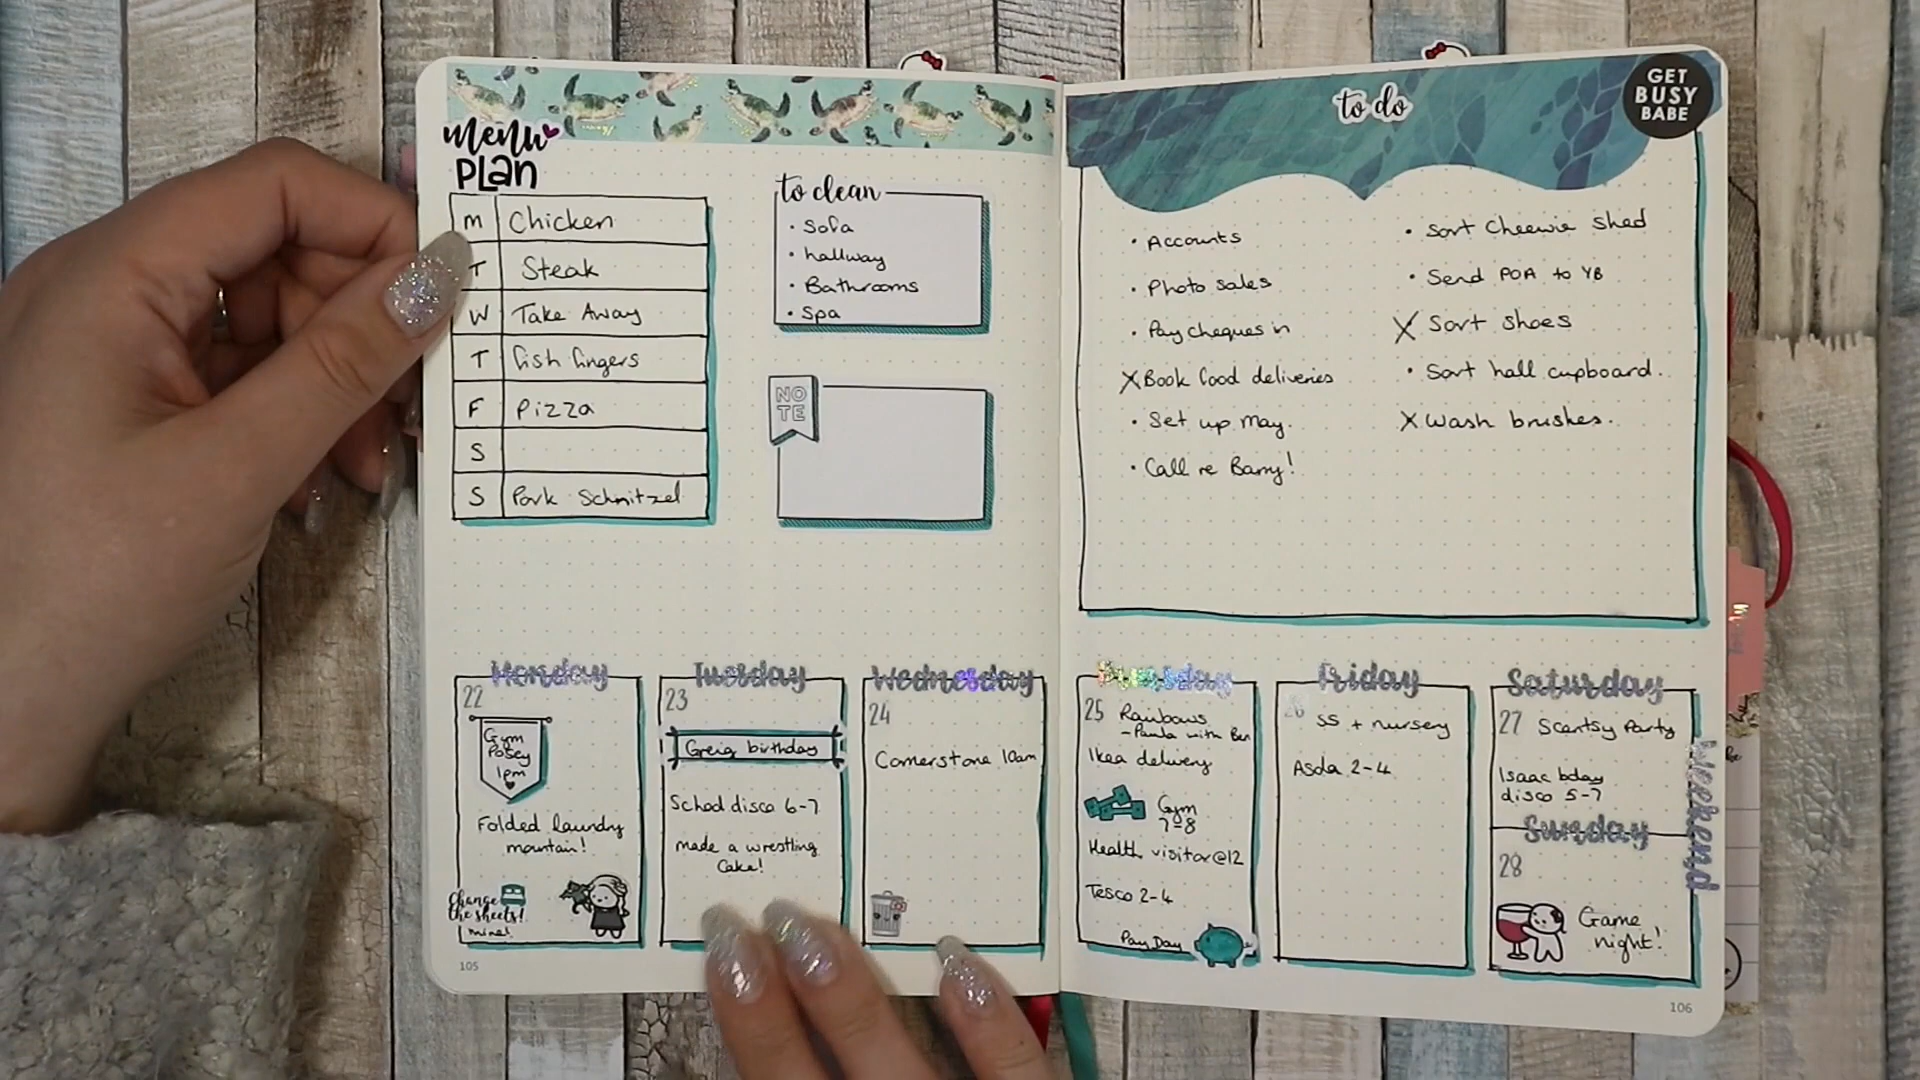 menu
PLan
M Chicken
T Steak
W Take Away
T fish fingers
F Pizza
S
S Pork Schnitzel
to clean
• Sofa
• hallway
• Bathrooms
• Spa
NO
TE
to do
GET
BUSY
BABE
• Accounts
• Photo sales
• Pay cheques in
X Book food deliveries
• Set up may.
• Call re Barry!
• Sort Cheewie shed
• Send POA to YB
X Sort shoes
• Sort hall cupboard.
X Wash brushes.
Monday
22
Gym
Posey
1pm
Folded laundry
mountain!
Change
the sheets!
mine!
Tuesday
23
Greig birthday
School disco 6-7
made a wrestling
Cake!
Wednesday
24
Cornerstone 10am
Thursday
25 Rainbows
- Panda with Ben
Ikea delivery
Gym
7-8
Health visitor@12
Tesco 2-4
Pay Day
Friday
26 SS + nursery
Asda 2-4
Saturday
27 Scentsy Party
Isaac bday
disco 5-7
Sunday
28
Game
night!
Weekend
105
106